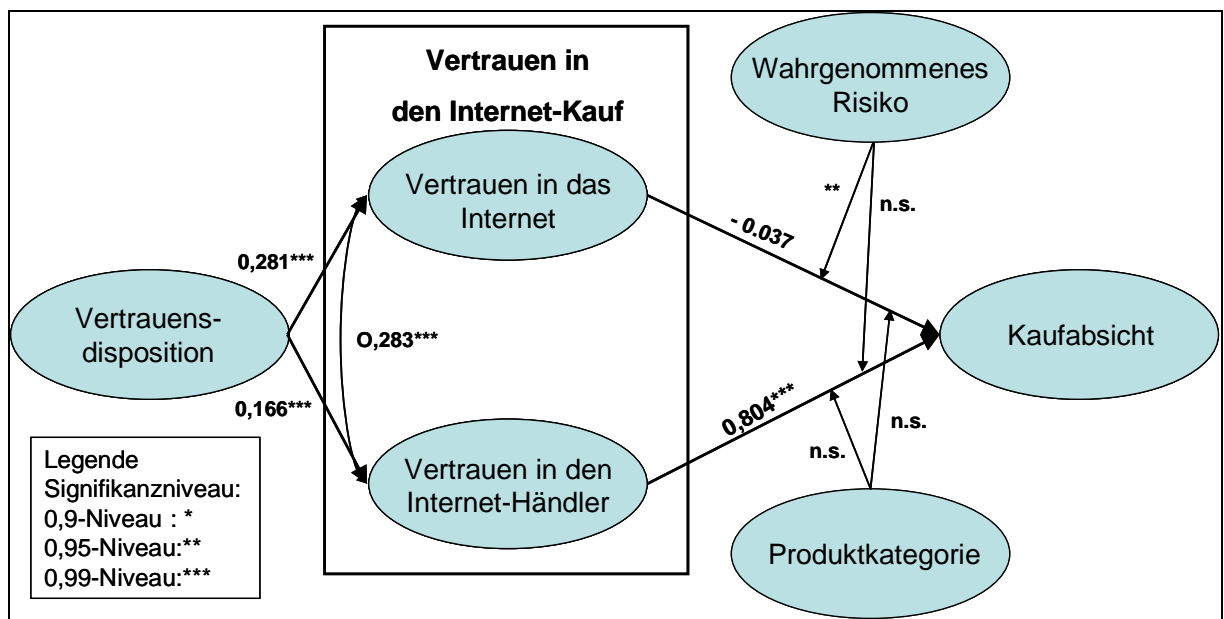 Vertrauen in
den Internet-Kauf
Wahrgenommenes
Risiko
Vertrauen in das
Internet
**
n.s.
- 0.037
0,281***
Vertrauens-
disposition
O,283***
Kaufabsicht
0,166***
0,804***
n.s.
n.s.
Vertrauen in den
Internet-Händler
Produktkategorie
Legende
Signifikanzniveau:
0,9-Niveau : *
0,95-Niveau:**
0,99-Niveau:***